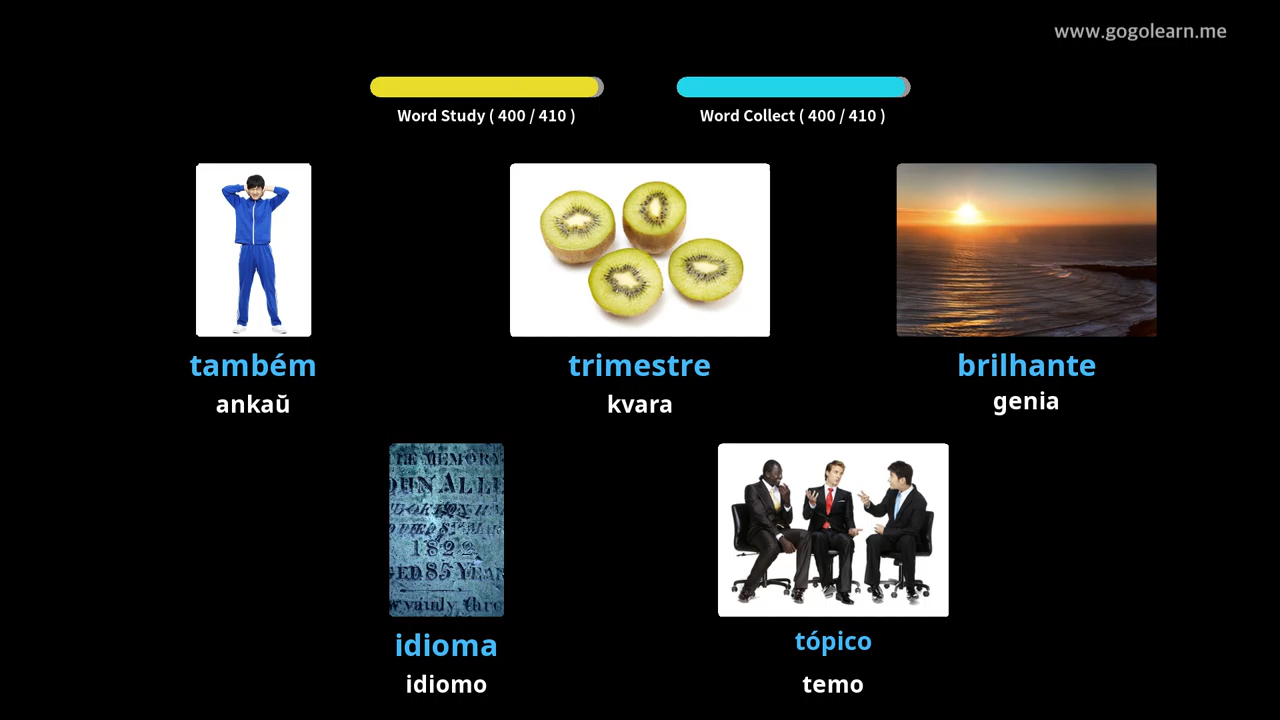 www.gogolearn.me
Word Study ( 400 / 410 )
Word Collect ( 400 / 410 )
também
trimestre
brilhante
ankaŭ
kvara
genia
1822
idioma
tópico
idiomo
temo